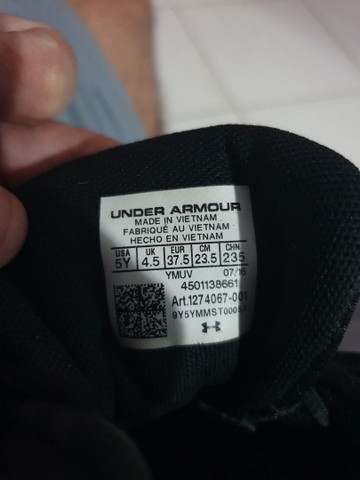 UNDER ARMOUR
MADE IN VIETNAM
FABRIQUÉ AU VIETNAM
HECHO EN VIETNAM
USA UK EUR CM CHN
5Y 4.5 37.5 23.5 235
YMUV 07/16
4501138661
Art.1274067-001